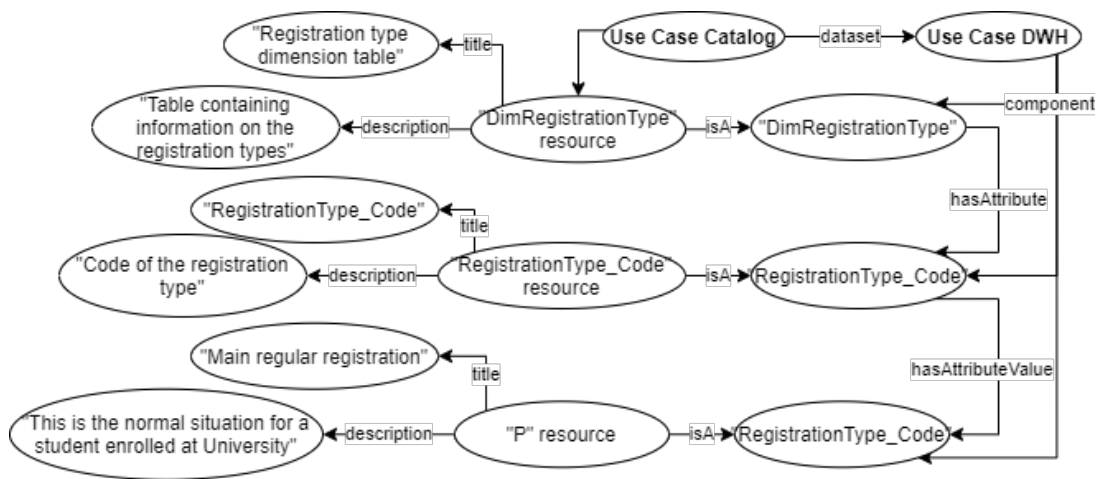 "Registration type
dimension table"
title
Use Case Catalog
dataset
Use Case DWH
"Table containing
information on the
registration types"
description
"DimRegistrationType"
resource
isA
"DimRegistrationType"
component
hasAttribute
"RegistrationType_Code"
title
"Code of the registration
type"
description
"RegistrationType_Code"
resource
isA
"RegistrationType_Code"
hasAttributeValue
"Main regular registration"
title
"This is the normal situation for a
student enrolled at University"
description
"P" resource
isA
"RegistrationType_Code"